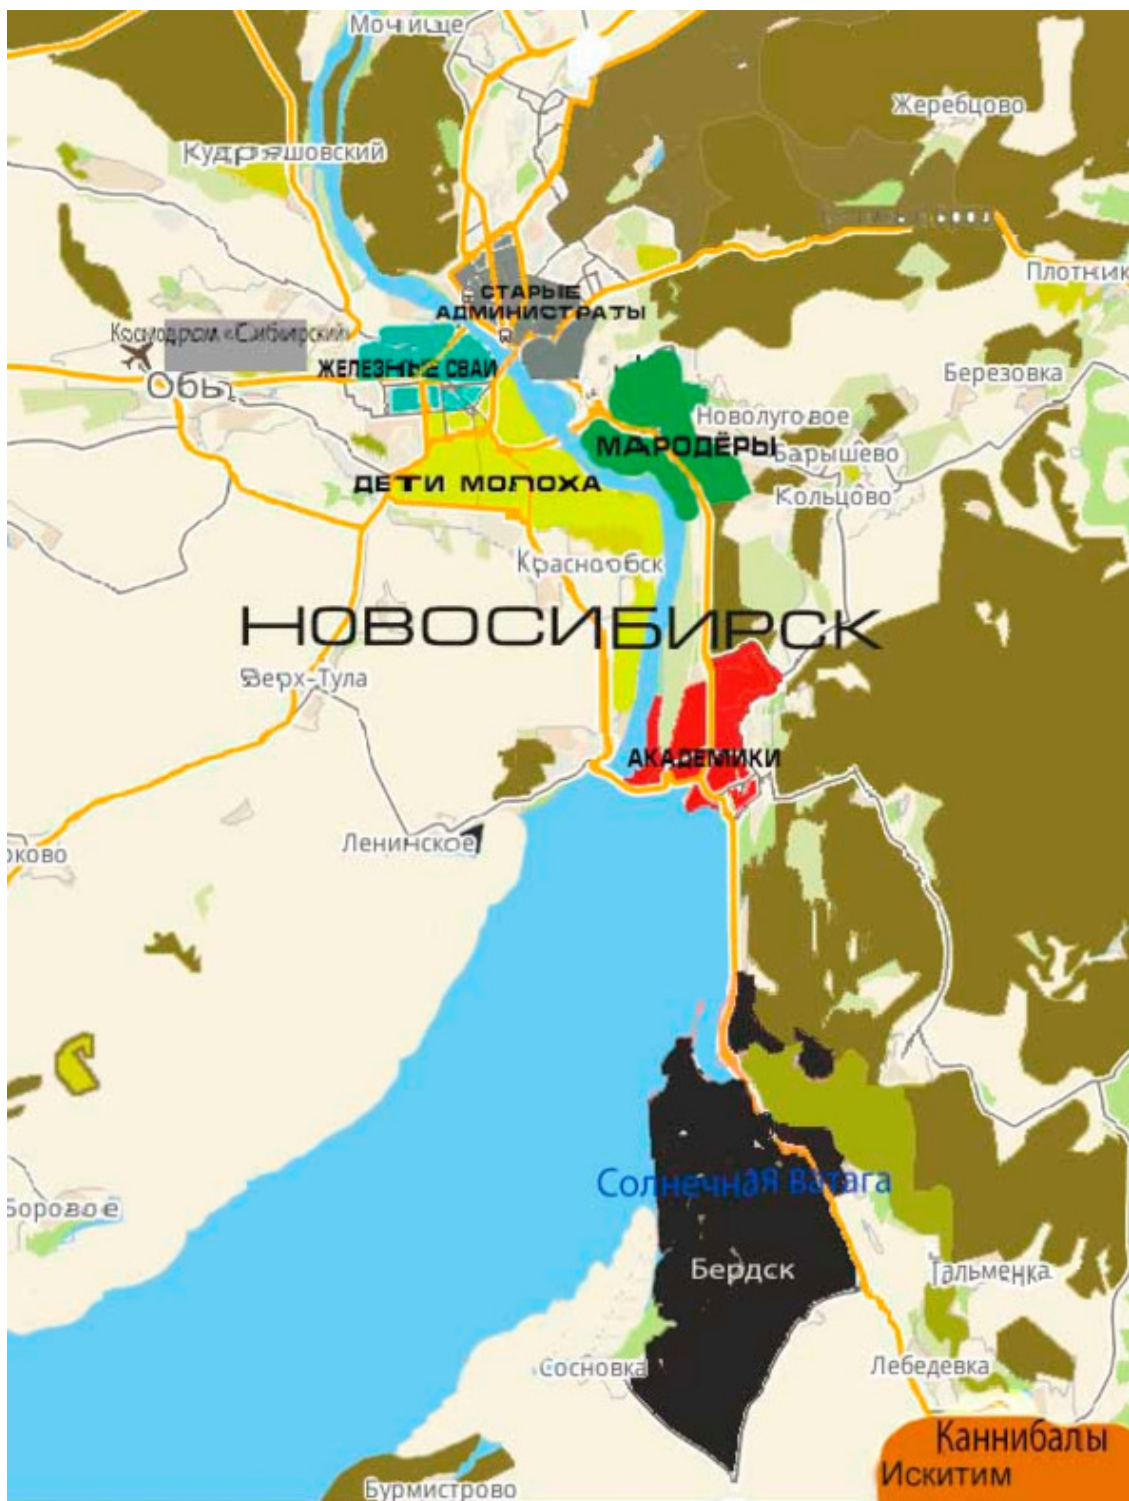 Мочище
Жеребцово
Кудряшовский
Плотник
СТАРЫЕ
АДМИНИСТРАТЫ
Космодром «Сибирский»
ЖЕЛЕЗНЫЕ СВАИ
Обь
Березовка
Новолуговое
МАРОДЁРЫ
Барышево
ДЕТИ МОЛОХА
Кольцово
Краснообск
НОВОСИБИРСК
Верх-Тула
АКАДЕМИКИ
Ленинское
рково
Солнечная ватага
Боровое
Бердск
Тальменка
Сосновка
Лебедевка
Каннибалы
Искитим
Бурмистрово